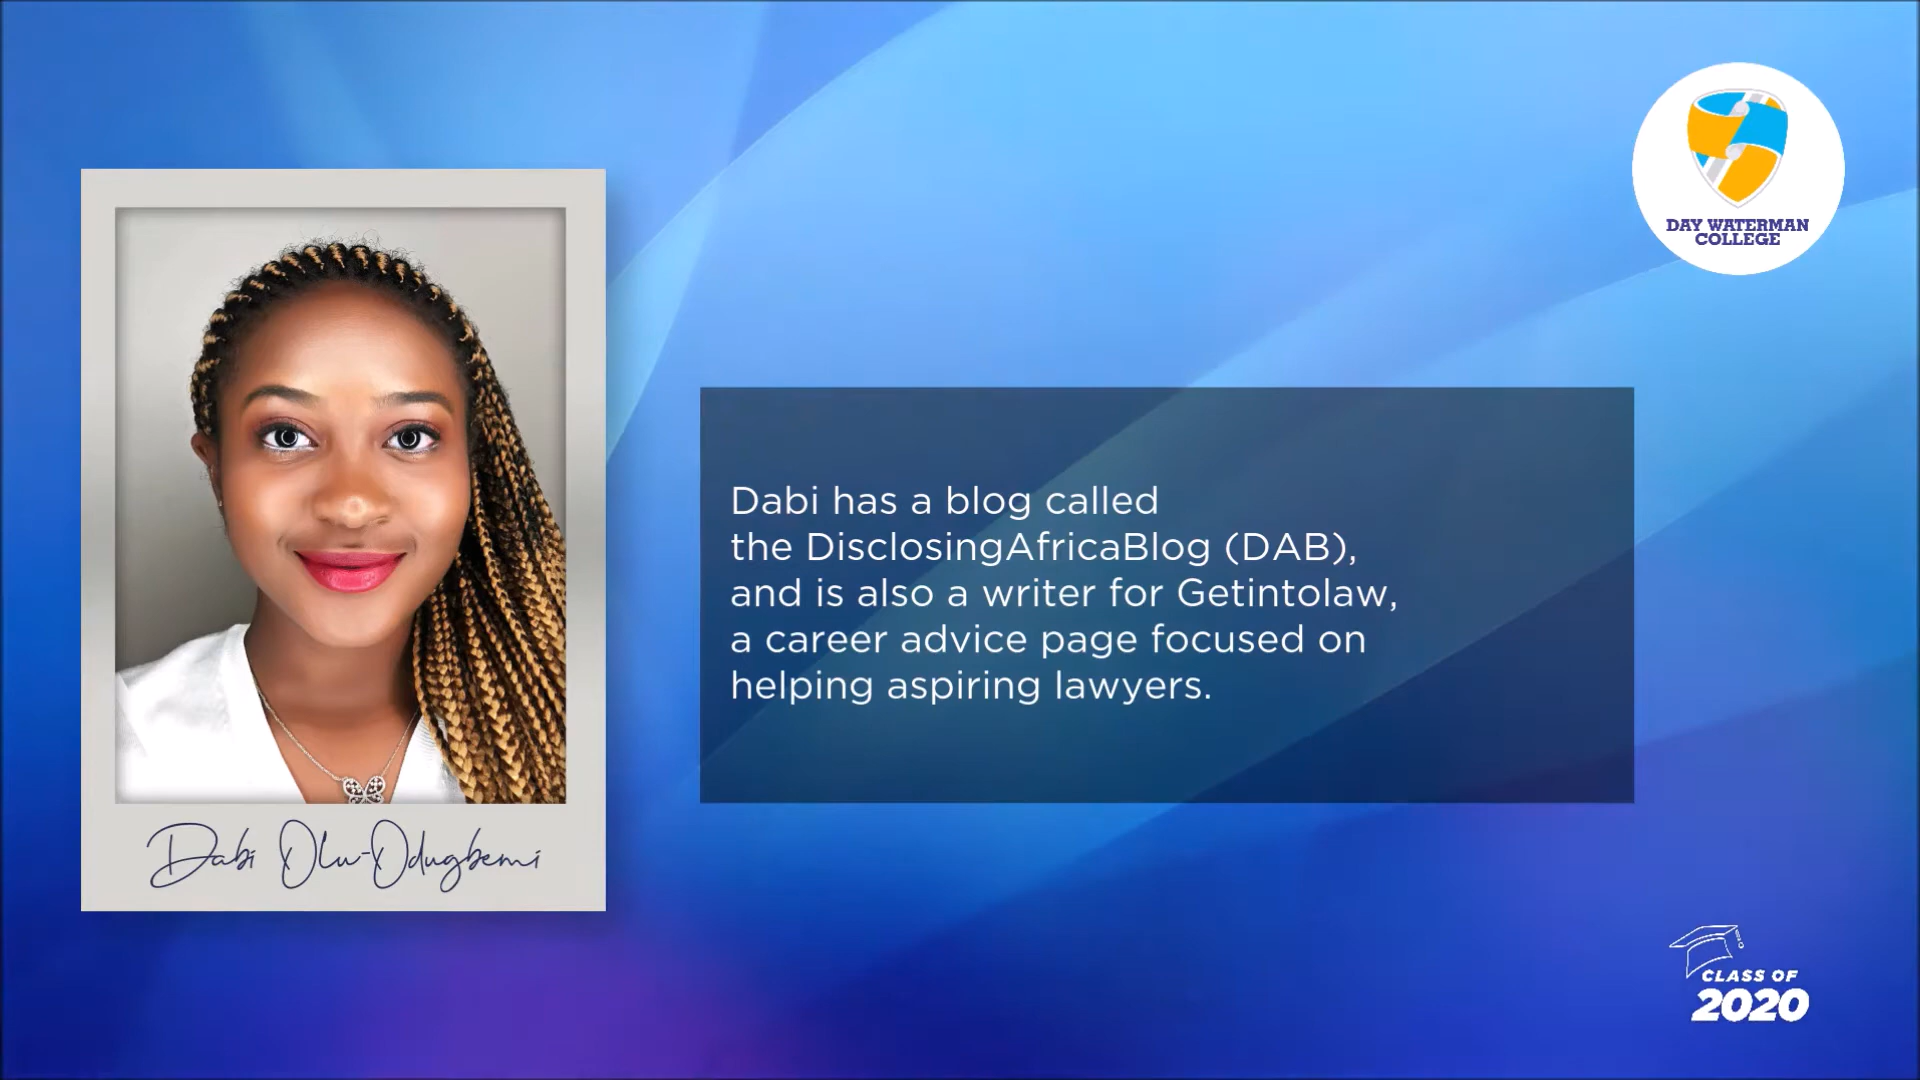 DAY WATERMAN
COLLEGE
Dabi has a blog called
the DisclosingAfricaBlog (DAB),
and is also a writer for Getintolaw,
a career advice page focused on
helping aspiring lawyers.
Dabi Olu-Odugbemi
CLASS OF
2020